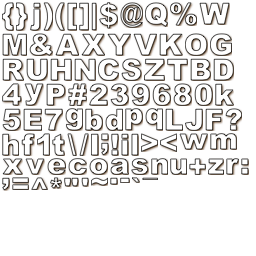 {}j)([]|$@Q%W
M&AXYVKOG
RUHNCSZTBD
4yP#239680k
5E7gbdpqLJF?
hf1t\/l;!il><wm
xvecoasnu+zr:
'=^*"'~-`_